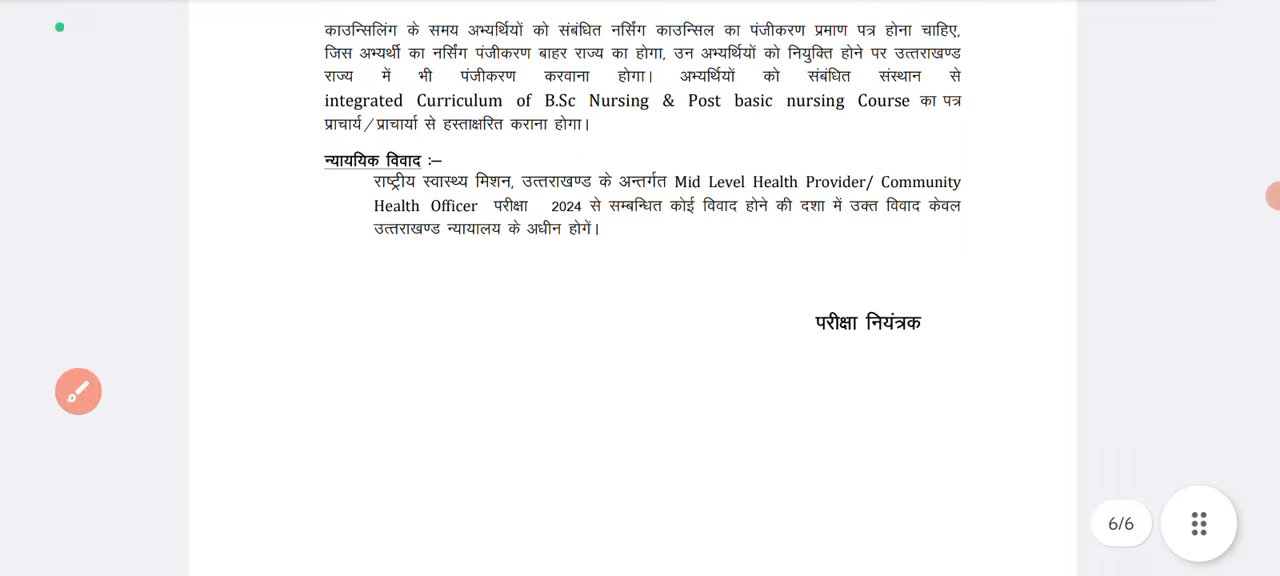 काउन्सिलिंग के समय अभ्यर्थियों को संबंधित नर्सिंग काउन्सिल का पंजीकरण प्रमाण पत्र होना चाहिए,
जिस अभ्यर्थी का नर्सिंग पंजीकरण बाहर राज्य का होगा, उन अभ्यर्थियों को नियुक्ति होने पर उत्तराखण्ड
राज्य में भी पंजीकरण करवाना होगा। अभ्यर्थियों को संबंधित संस्थान से
integrated Curriculum of B.Sc Nursing & Post basic nursing Course का पत्र
प्राचार्य/प्राचार्या से हस्ताक्षरित कराना होगा।
न्याययिक विवाद :–
राष्ट्रीय स्वास्थ्य मिशन, उत्तराखण्ड के अन्तर्गत Mid Level Health Provider/ Community
Health Officer परीक्षा 2024 से सम्बन्धित कोई विवाद होने की दशा में उक्त विवाद केवल
उत्तराखण्ड न्यायालय के अधीन होगें।
परीक्षा नियंत्रक
6/6